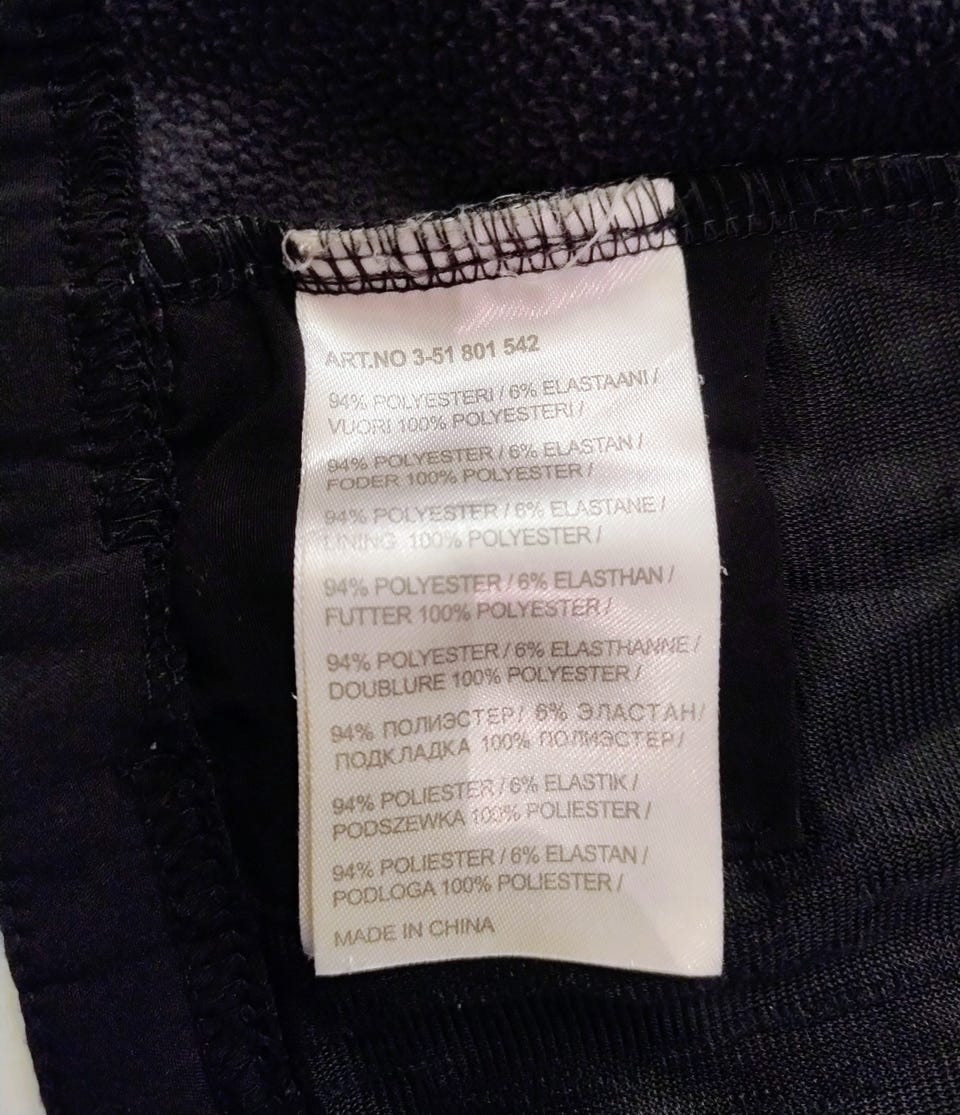 ART.NO 3-51 801 542
94% POLYESTERI / 6% ELASTAANI /
VUORI 100% POLYESTERI /
94% POLYESTER / 6% ELASTAN /
FODER 100% POLYESTER /
94% POLYESTER / 6% ELASTANE /
LINING 100% POLYESTER /
94% POLYESTER / 6% ELASTHAN /
FUTTER 100% POLYESTER /
94% POLYESTER / 6% ELASTHANNE /
DOUBLURE 100% POLYESTER /
94% ПОЛИЭСТЕР/ 6% ЭЛАСТАН/
ПОДКЛАДКА 100% ПОЛИЭСТЕР/
94% POLIESTER / 6% ELASTIK /
PODSZEWKA 100% POLIESTER /
94% POLIESTER / 6% ELASTAN /
PODLOGA 100% POLIESTER /
MADE IN CHINA